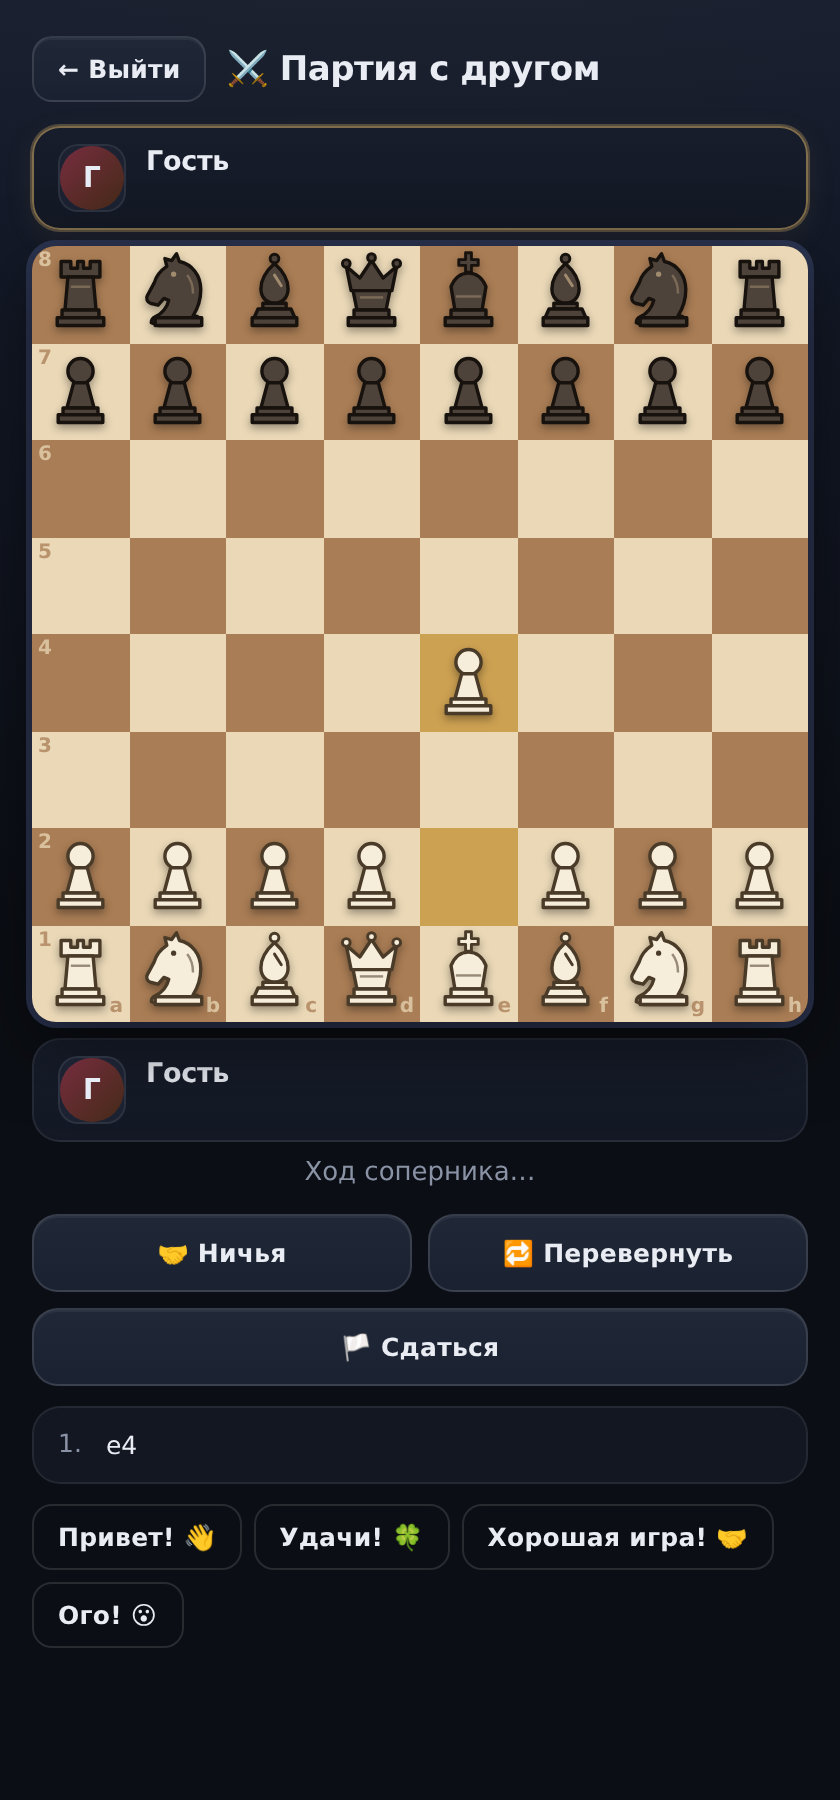 ← Выйти ⚔️ Партия с другом
Г Гость
8
7
6
5
4
3
2
1
a b c d e f g h
Г Гость
Ход соперника…
🤝 Ничья 🔁 Перевернуть
🏳️ Сдаться
1. e4
Привет! 👋 Удачи! 🍀 Хорошая игра! 🤝
Ого! 😮